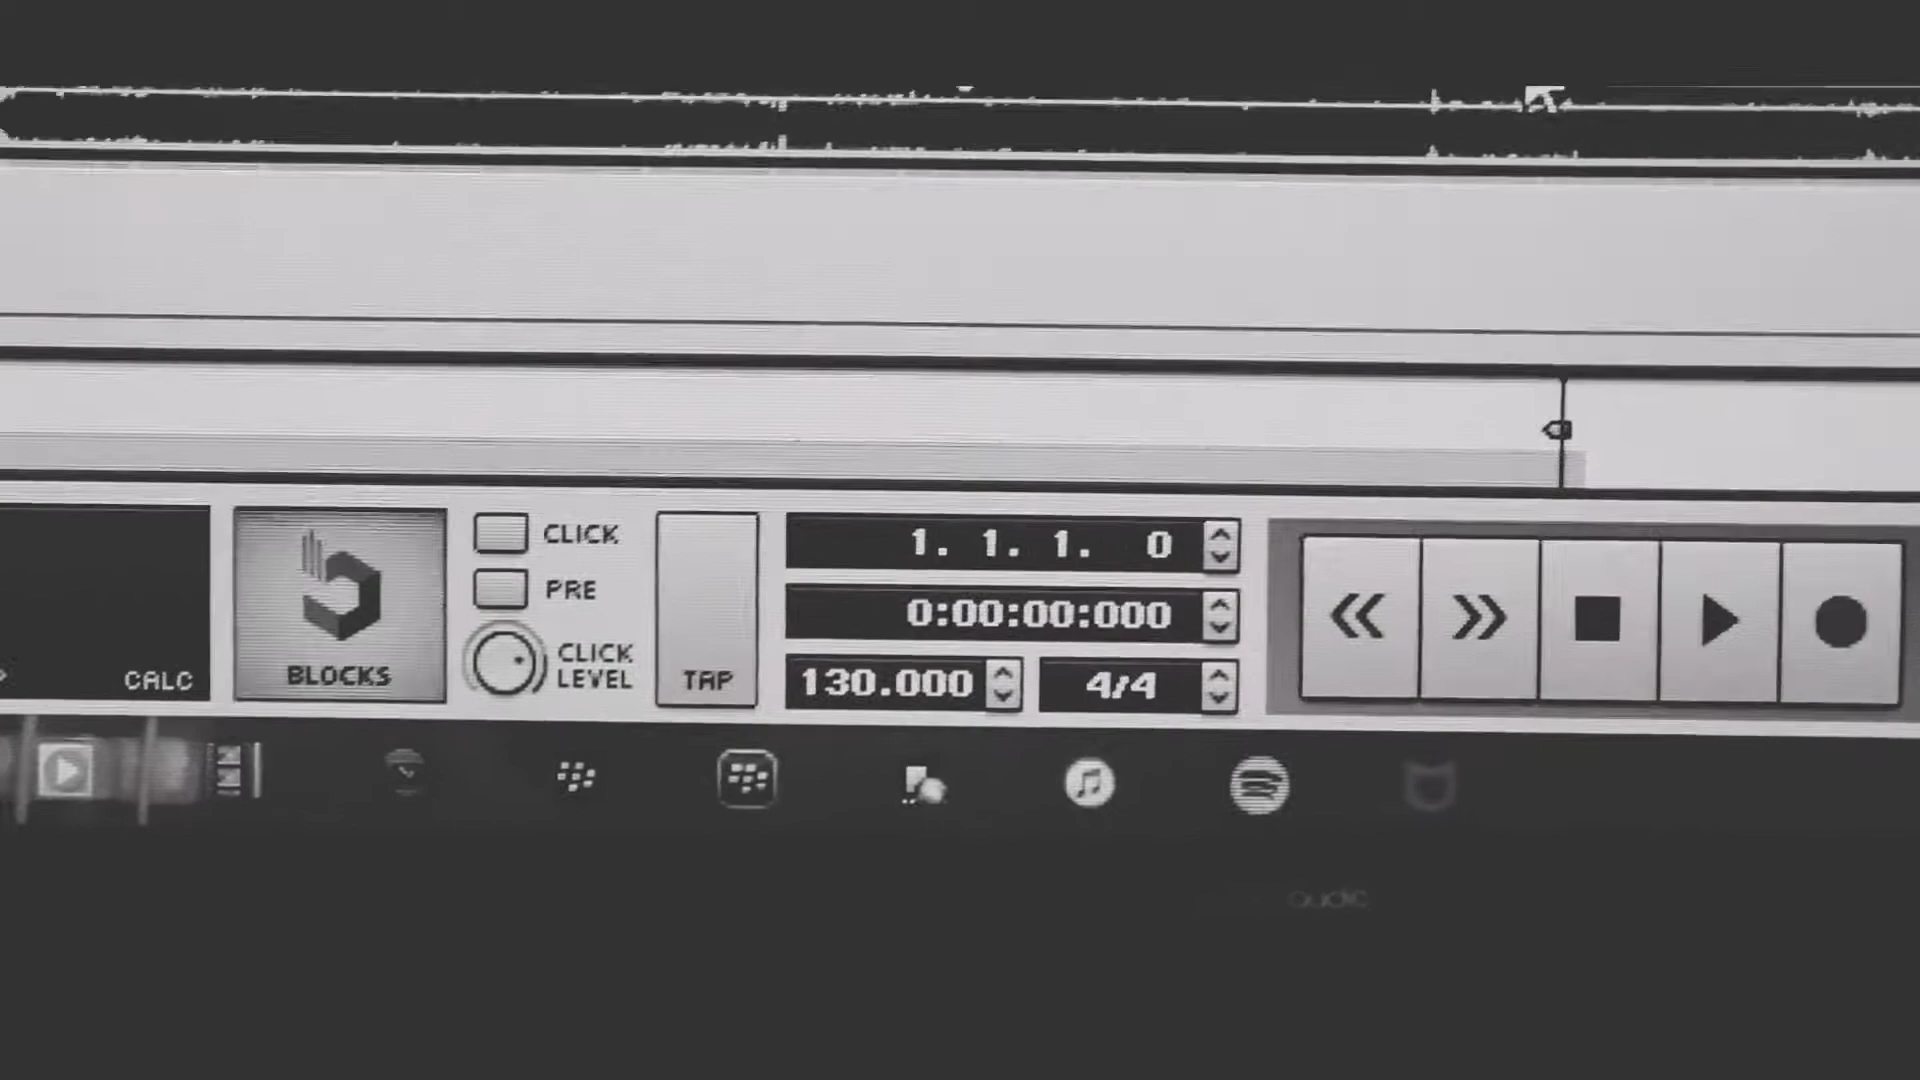 CLICK
PRE
CLICK
LEVEL
CALC
BLOCKS
TAP
1. 1. 1. 0
0:00:00:000
130.000
4/4